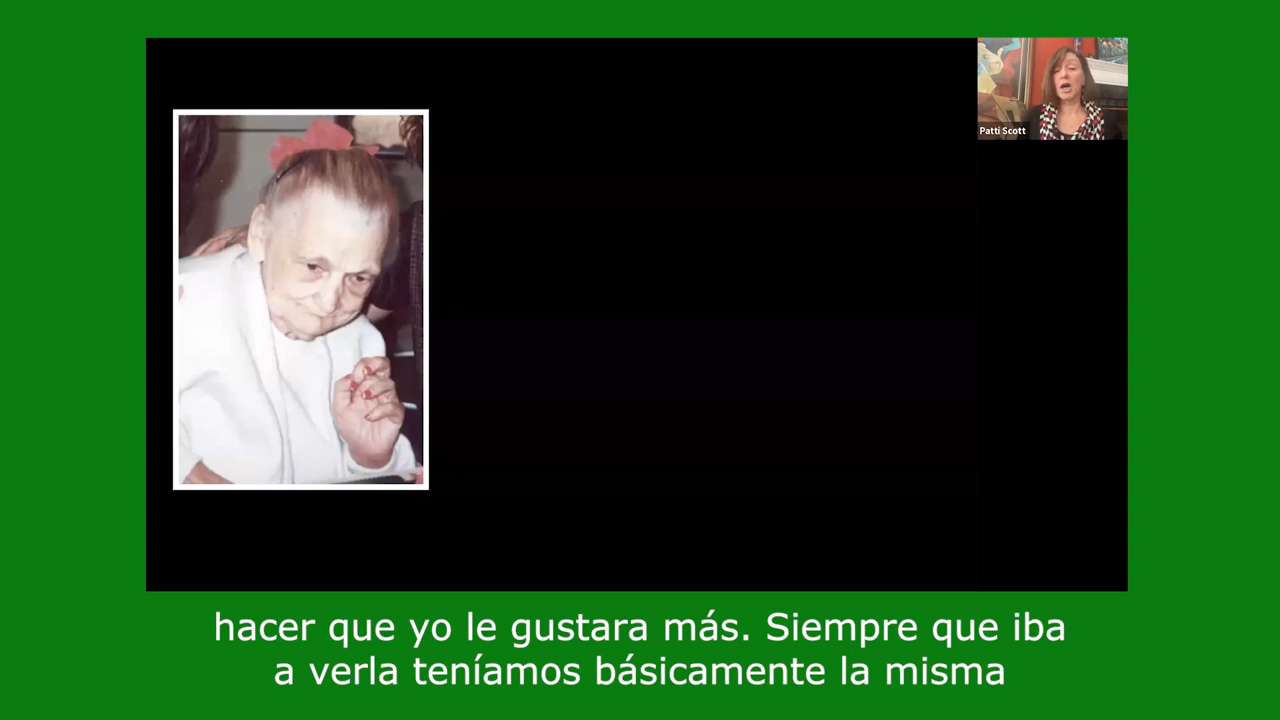 Patti Scott
hacer que yo le gustara más. Siempre que iba
a verla teníamos básicamente la misma